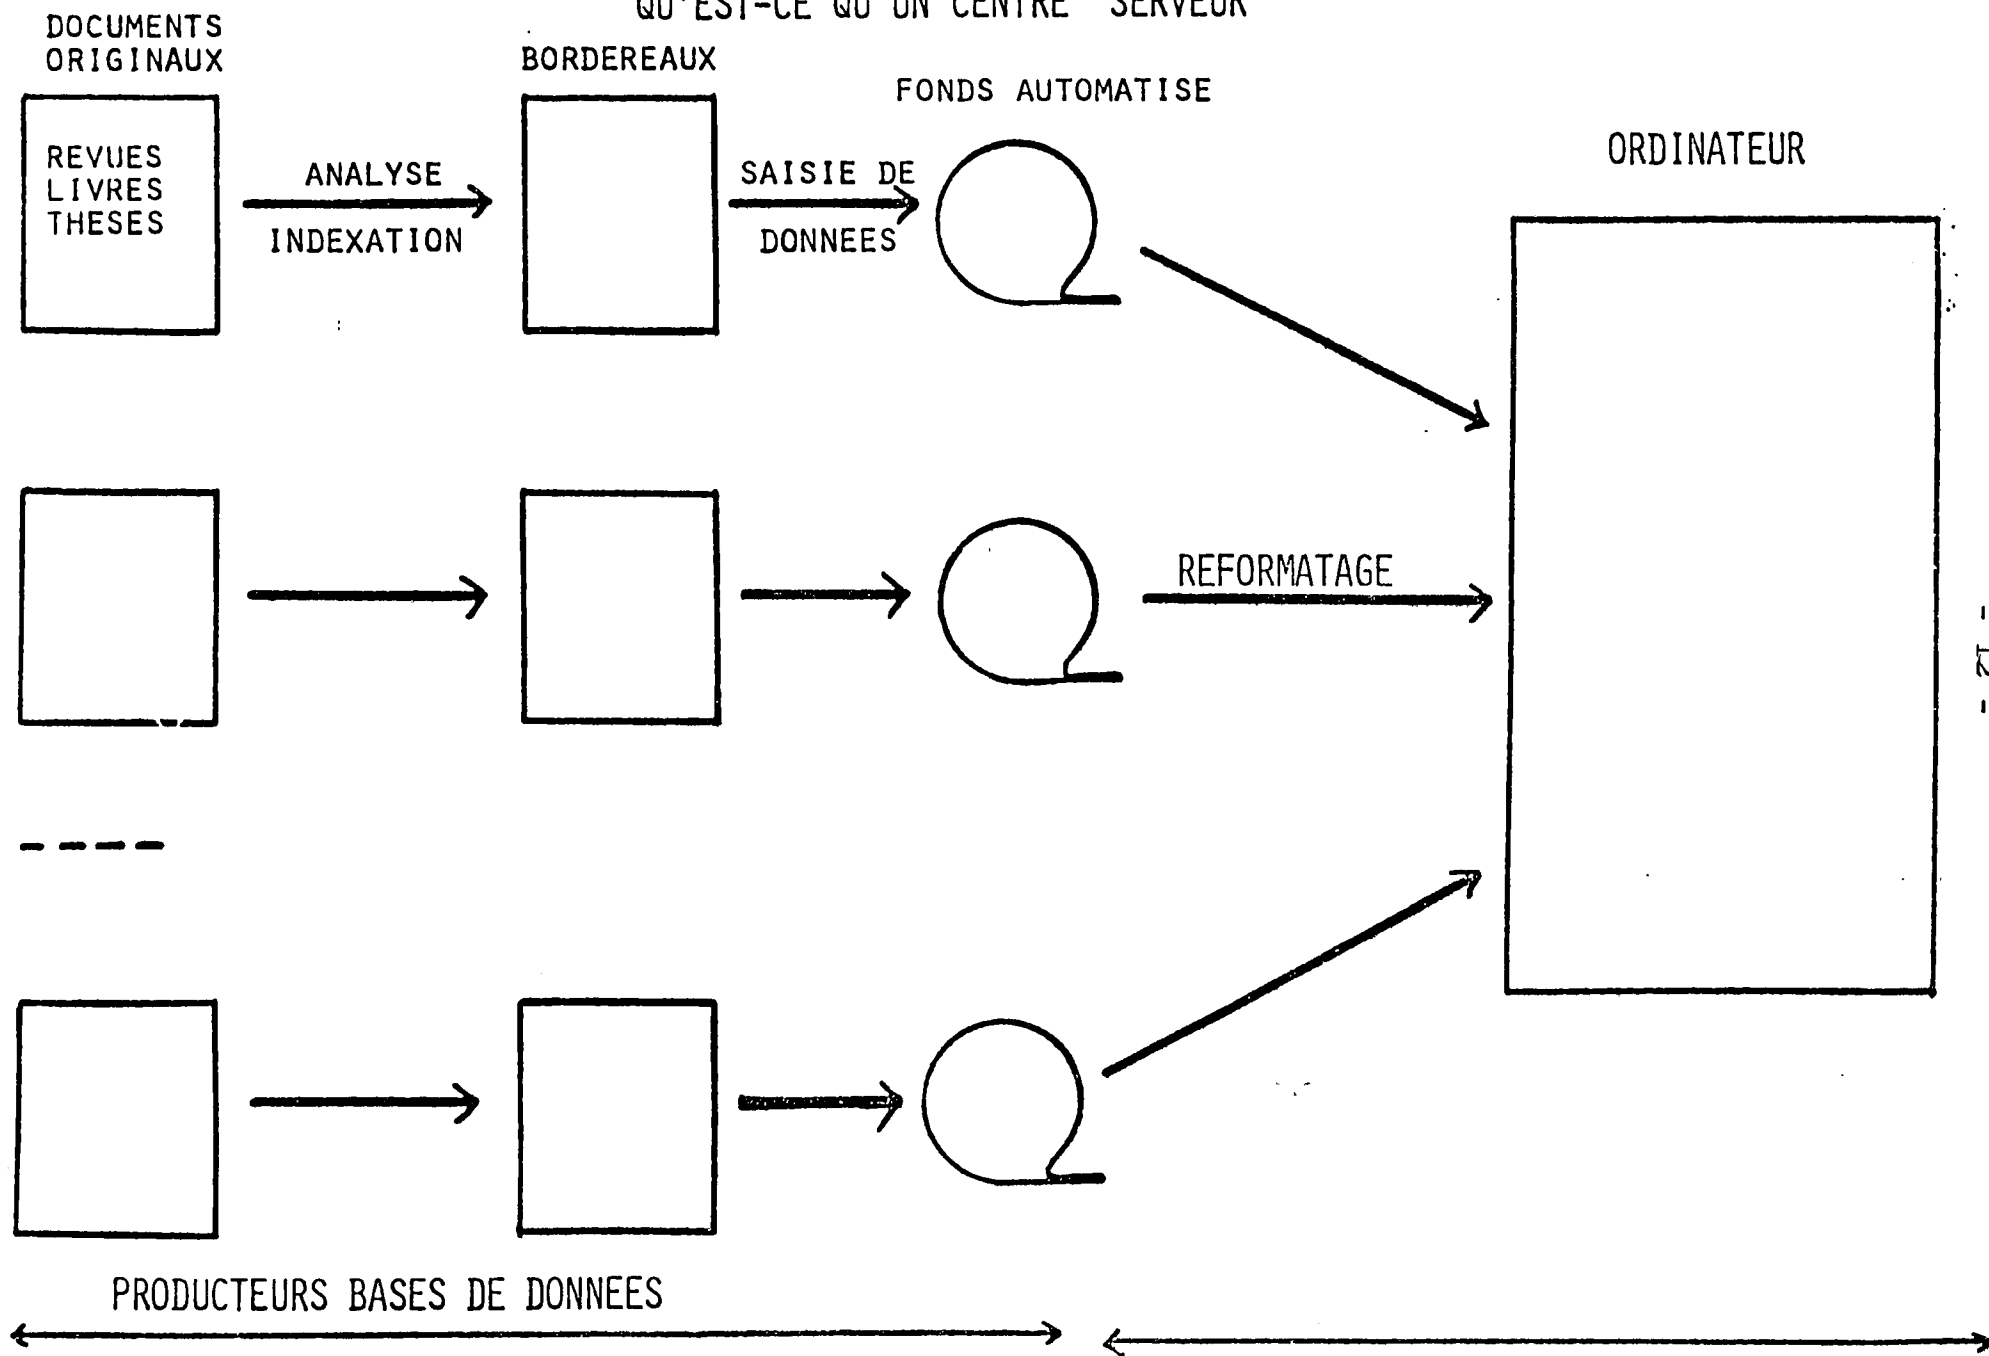 QU'EST-CE QU'UN CENTRE SERVEUR
DOCUMENTS
ORIGINAUX
BORDEREAUX
FONDS AUTOMATISE
ORDINATEUR
REVUES
LIVRES
THESES
ANALYSE
INDEXATION
SAISIE DE
DONNEES
REFORMATAGE
PRODUCTEURS BASES DE DONNEES